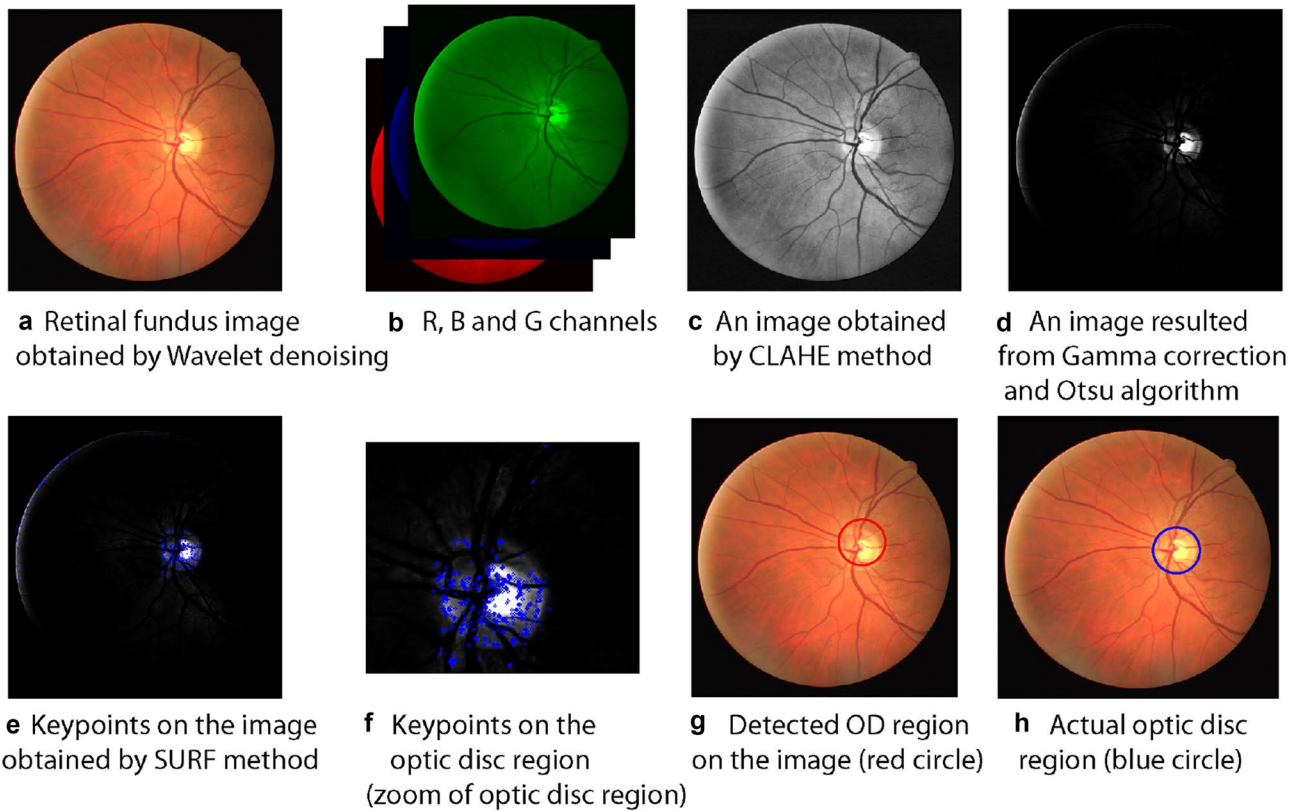 a Retinal fundus image
obtained by Wavelet denoising
b R, B and G channels
c An image obtained
by CLAHE method
d An image resulted
from Gamma correction
and Otsu algorithm
e Keypoints on the image
obtained by SURF method
f Keypoints on the
optic disc region
(zoom of optic disc region)
g Detected OD region
on the image (red circle)
h Actual optic disc
region (blue circle)